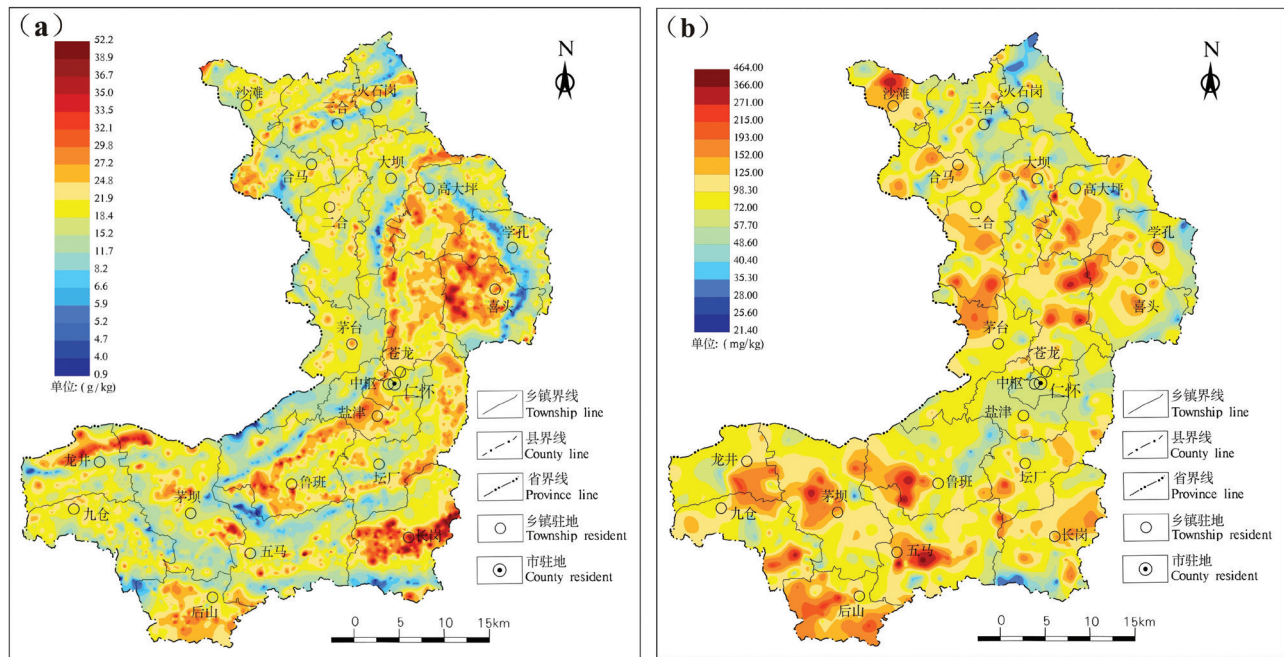 (a)
52.2
38.9
36.7
35.0
33.5
32.1
29.8
27.2
24.8
21.9
18.4
15.2
11.7
8.2
6.6
5.9
5.2
4.7
4.0
0.9
单位: (g/kg)
N
沙滩
火石岗
三合
合马
大坝
高大坪
二合
学孔
喜头
茅台
苍龙
中枢
仁怀
盐津
龙井
坛厂
鲁班
九仓
茅坝
五马
长岗
后山
乡镇界线
Township line
县界线
County line
省界线
Province line
乡镇驻地
Township resident
市驻地
County resident
0 5 10 15km
(b)
464.00
366.00
271.00
215.00
193.00
152.00
125.00
98.30
72.00
57.70
48.60
40.40
35.30
28.00
25.60
21.40
单位: (mg/kg)
N
沙滩
火石岗
三合
合马
大坝
高大坪
二合
学孔
喜头
茅台
苍龙
中枢
仁怀
盐津
龙井
坛厂
鲁班
九仓
茅坝
五马
长岗
后山
乡镇界线
Township line
县界线
County line
省界线
Province line
乡镇驻地
Township resident
市驻地
County resident
0 5 10 15km